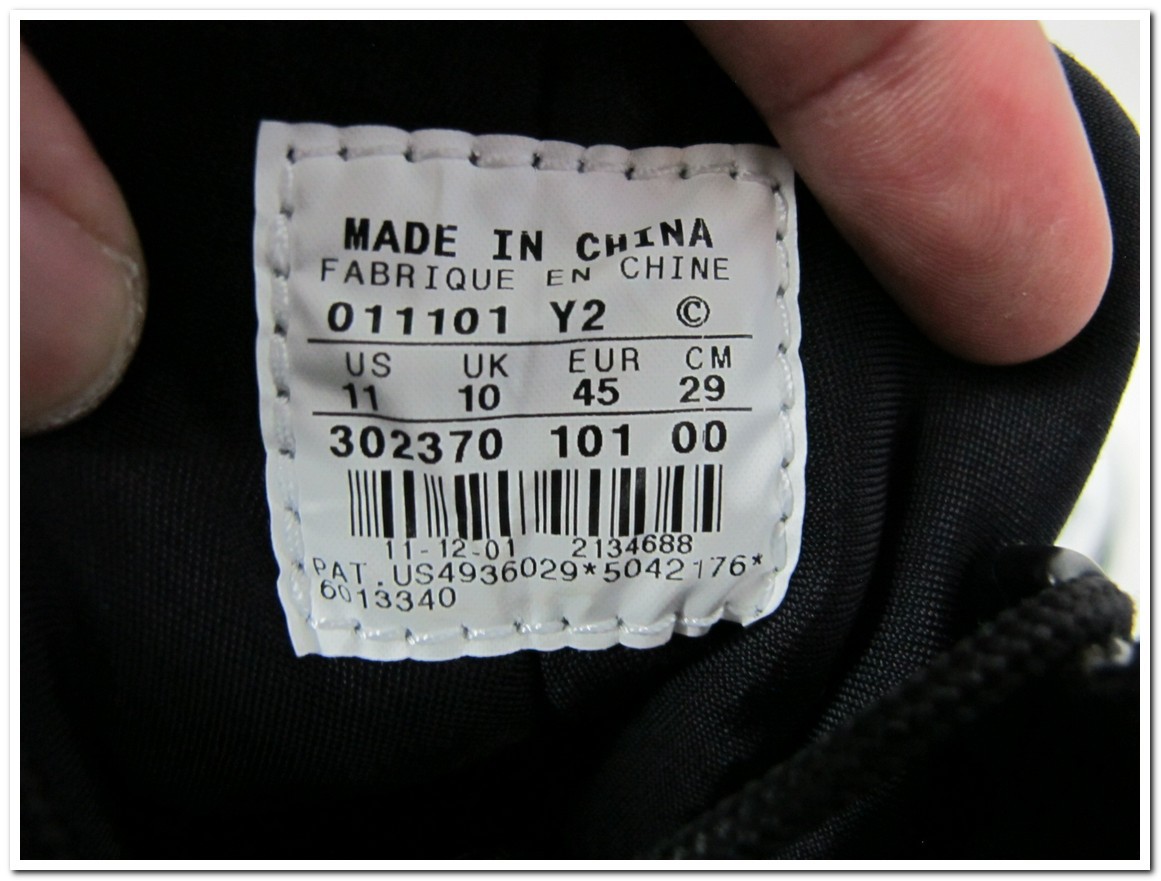 MADE IN CHINA
FABRIQUE EN CHINE
011101 Y2 ©
US UK EUR CM
11 10 45 29
302370 101 00
11-12-01 2134688
PAT.US4936029*5042176*
6013340